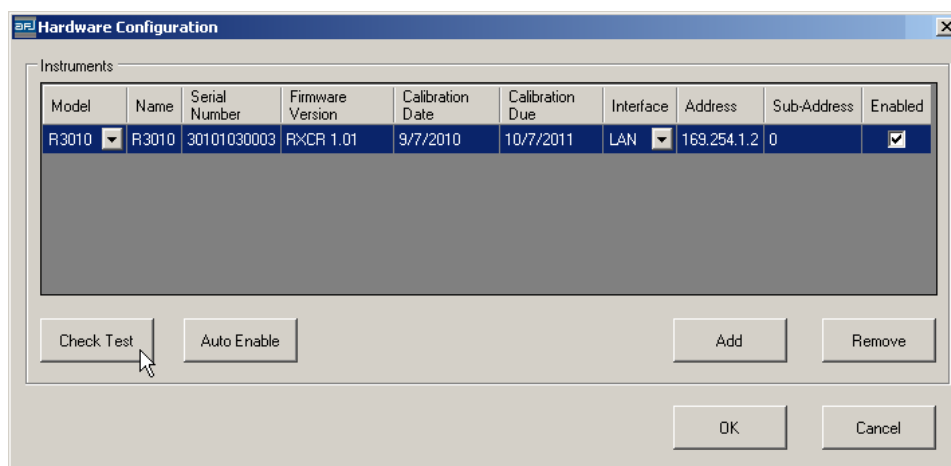 AFJ Hardware Configuration
Instruments
Model Name Serial Number Firmware Version Calibration Date Calibration Due Interface Address Sub-Address Enabled
R3010 R3010 30101030003 RXCR 1.01 9/7/2010 10/7/2011 LAN 169.254.1.2 0
Check Test Auto Enable Add Remove
OK Cancel